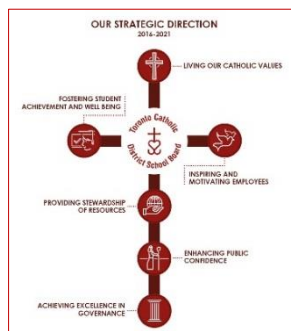 OUR STRATEGIC DIRECTION
2016-2021
LIVING OUR CATHOLIC VALUES
FOSTERING STUDENT
ACHIEVEMENT AND WELL BEING
Toronto Catholic
District School Board
INSPIRING AND
MOTIVATING EMPLOYEES
PROVIDING STEWARDSHIP
OF RESOURCES
ENHANCING PUBLIC
CONFIDENCE
ACHIEVING EXCELLENCE IN
GOVERNANCE